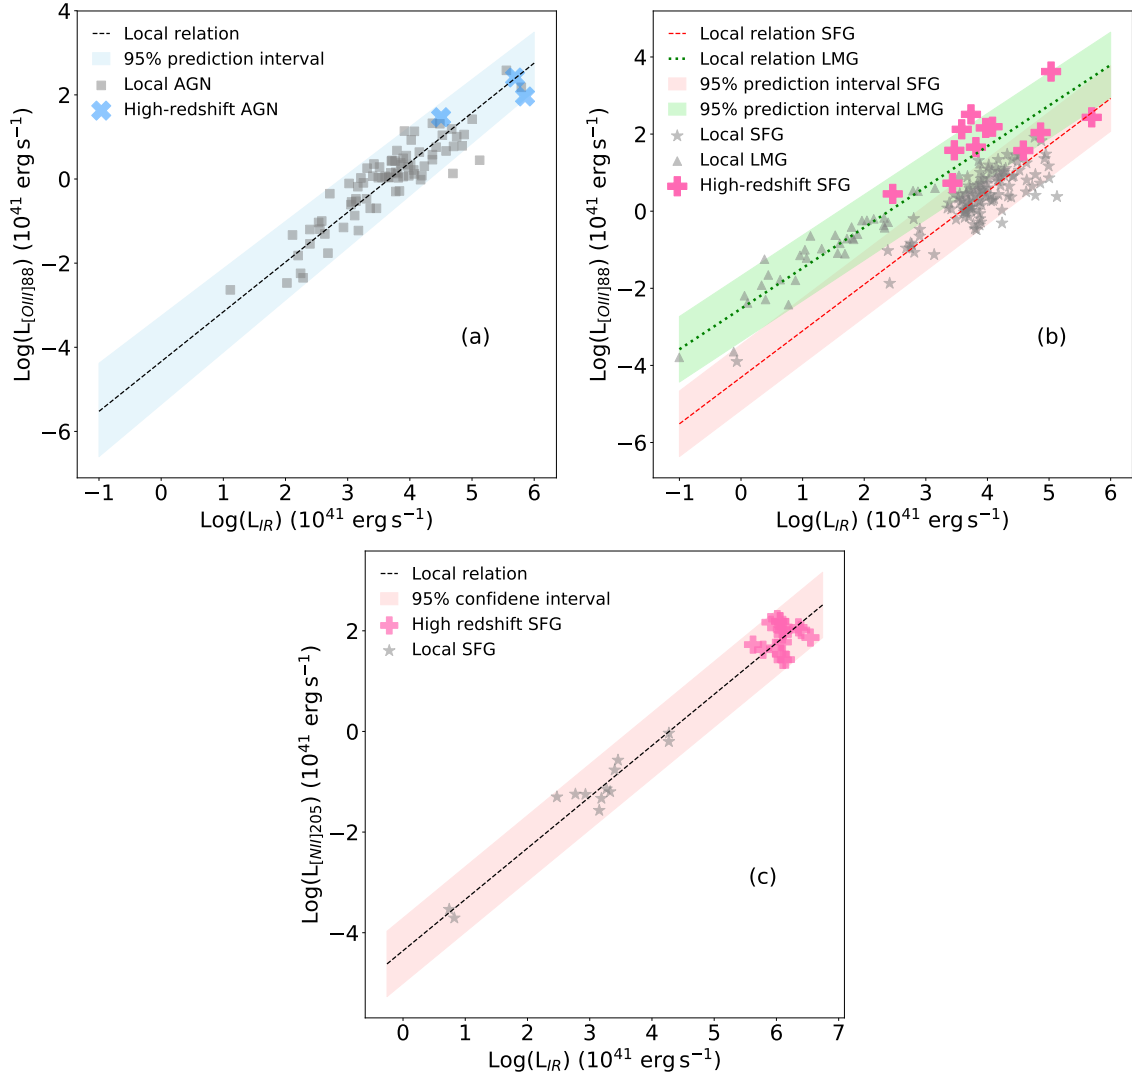 Local relation
95% prediction interval
Local AGN
High-redshift AGN
4
2
0
−2
−4
−6
Log(L[OIII]88) (10^41 erg s^−1)
(a)
−1 0 1 2 3 4 5 6
Log(L_IR) (10^41 erg s^−1)
Local relation SFG
Local relation LMG
95% prediction interval SFG
95% prediction interval LMG
Local SFG
Local LMG
High-redshift SFG
4
2
0
−2
−4
−6
Log(L[OIII]88) (10^41 erg s^−1)
(b)
−1 0 1 2 3 4 5 6
Log(L_IR) (10^41 erg s^−1)
Local relation
95% confidene interval
High redshift SFG
Local SFG
2
0
−2
−4
Log(L[NII]205) (10^41 erg s^−1)
(c)
0 1 2 3 4 5 6 7
Log(L_IR) (10^41 erg s^−1)